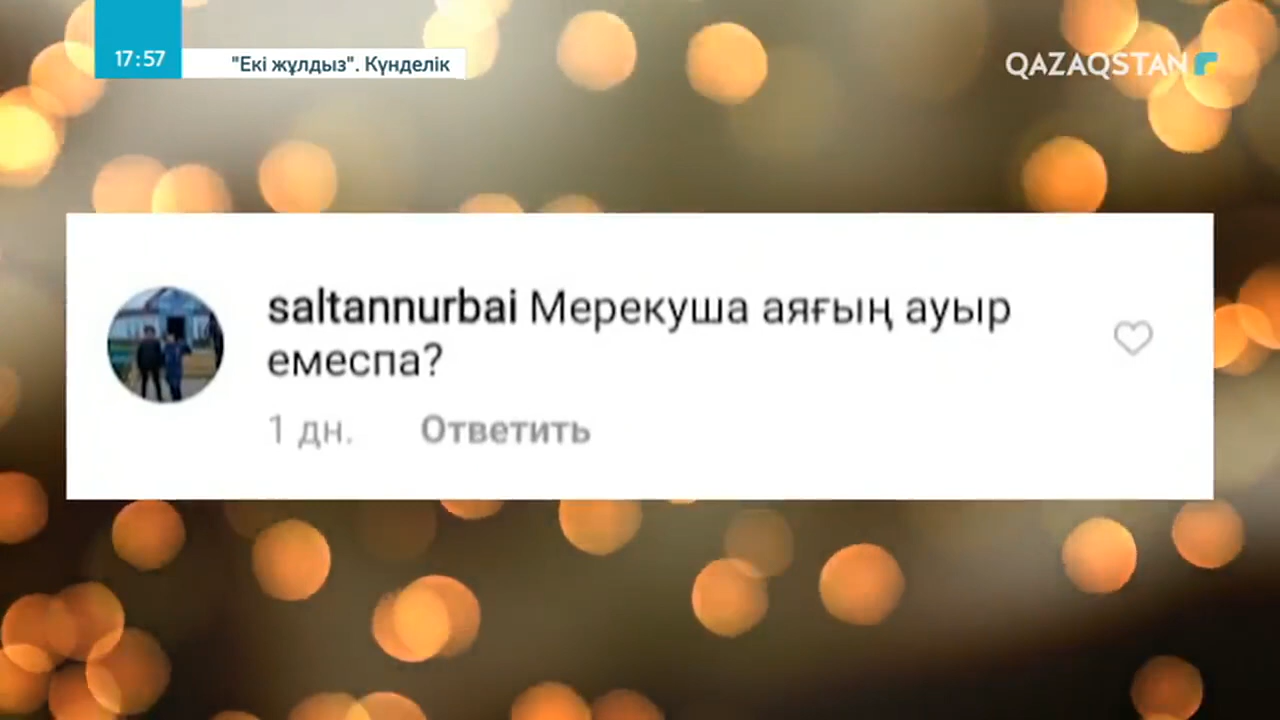 17:57
"Екі жұлдыз". Күнделік
QAZAQSTAN
saltannurbai Мерекуша аяғың ауыр
емеспа?
1 дн. Ответить